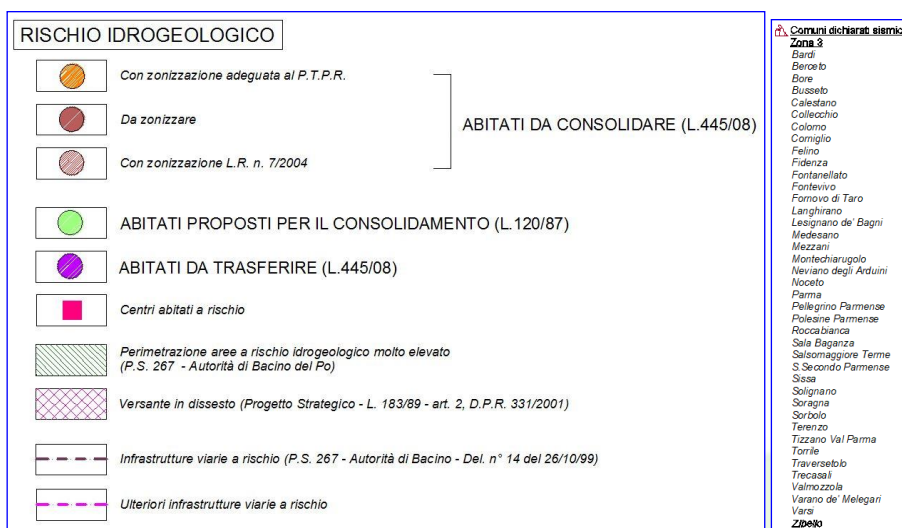 RISCHIO IDROGEOLOGICO
Con zonizzazione adeguata al P.T.P.R.
Da zonizzare
Con zonizzazione L.R. n. 7/2004
ABITATI DA CONSOLIDARE (L.445/08)
ABITATI PROPOSTI PER IL CONSOLIDAMENTO (L.120/87)
ABITATI DA TRASFERIRE (L.445/08)
Centri abitati a rischio
Perimetrazione aree a rischio idrogeologico molto elevato
(P.S. 267 - Autorità di Bacino del Po)
Versante in dissesto (Progetto Strategico - L. 183/89 - art. 2, D.P.R. 331/2001)
Infrastrutture viarie a rischio (P.S. 267 - Autorità di Bacino - Del. n° 14 del 26/10/99)
Ulteriori infrastrutture viarie a rischio
Comuni dichiarati sismic
Zona 3
Bardi
Berceto
Bore
Busseto
Calestano
Collecchio
Colorno
Corniglio
Felino
Fidenza
Fontanellato
Fontevivo
Fornovo di Taro
Langhirano
Lesignano de' Bagni
Medesano
Mezzani
Montechiarugolo
Neviano degli Arduini
Noceto
Parma
Pellegrino Parmense
Polesine Parmense
Roccabianca
Sala Baganza
Salsomaggiore Terme
S.Secondo Parmense
Sissa
Solignano
Soragna
Sorbolo
Terenzo
Tizzano Val Parma
Torrile
Traversetolo
Trecasali
Valmozzola
Varano de' Melegari
Varsi
Zibello